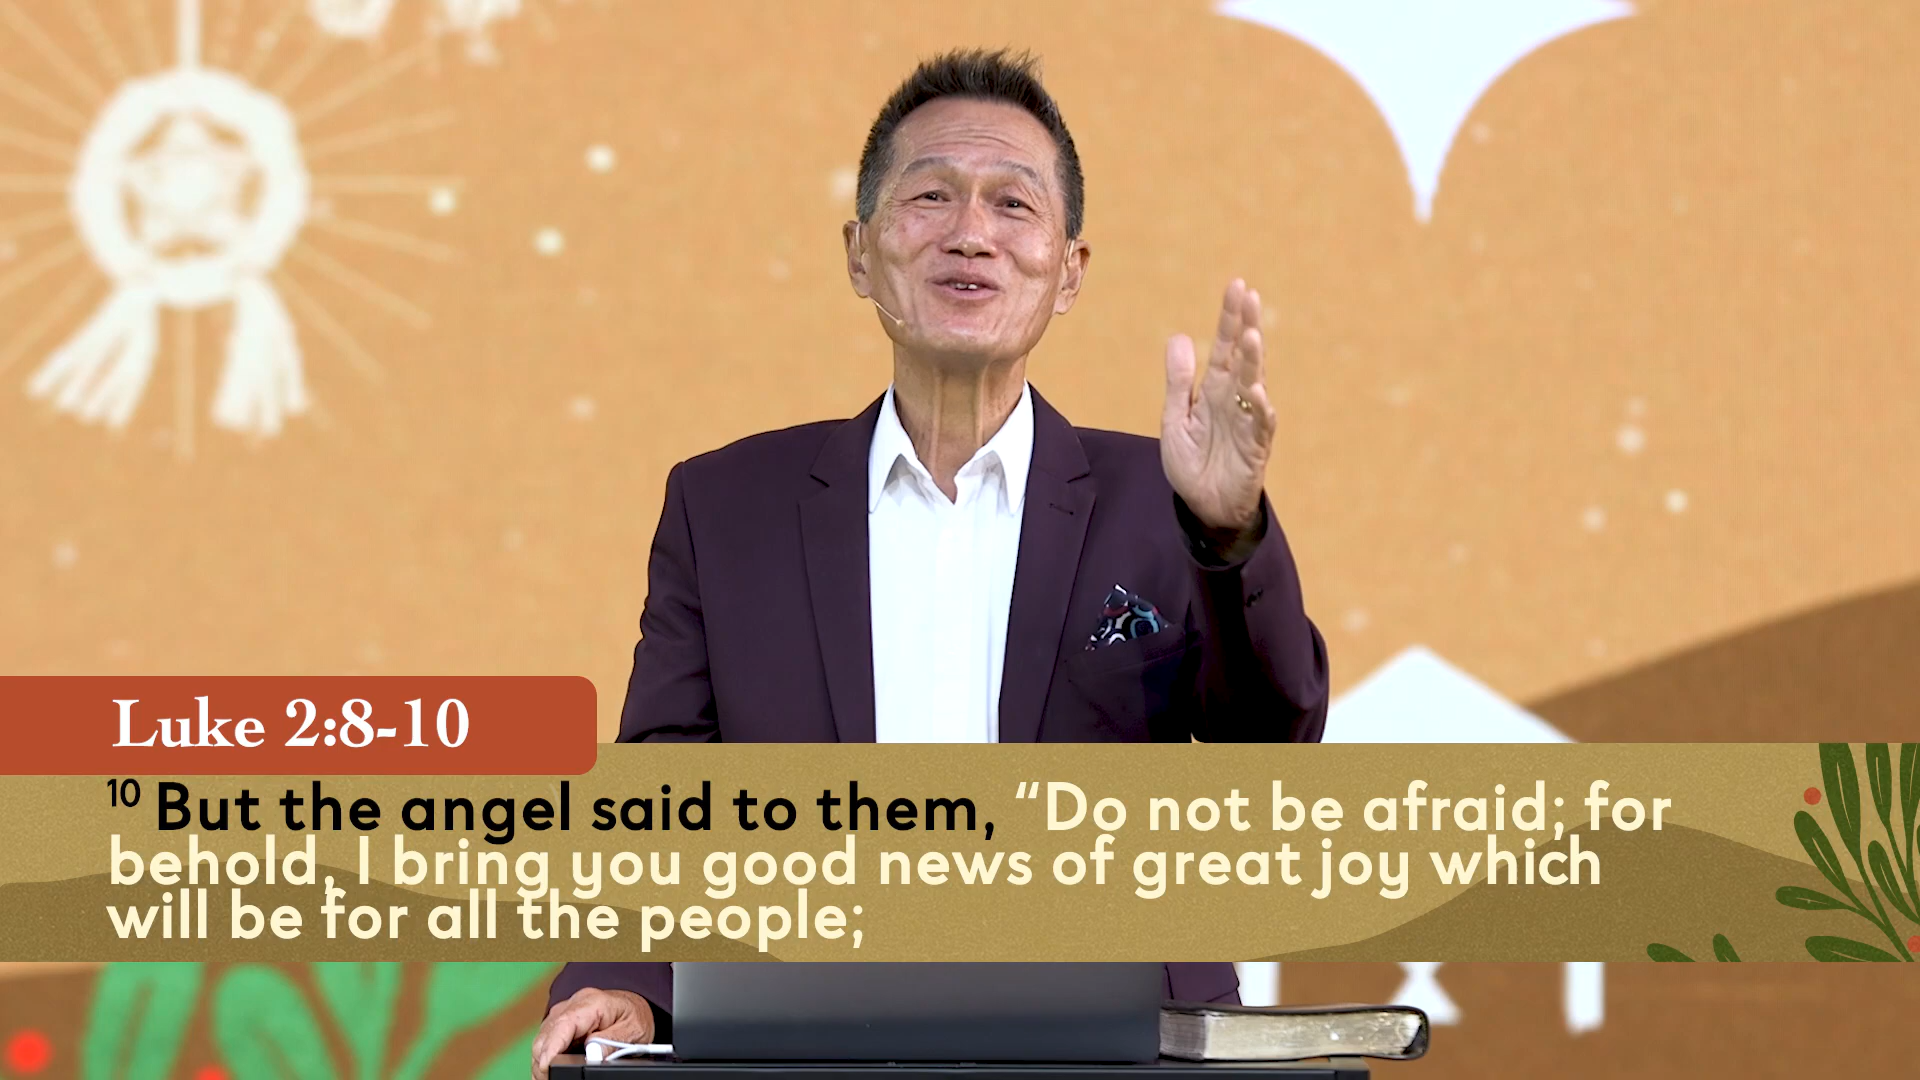 Luke 2:8-10
10 But the angel said to them, “Do not be afraid; for
behold, I bring you good news of great joy which
will be for all the people;